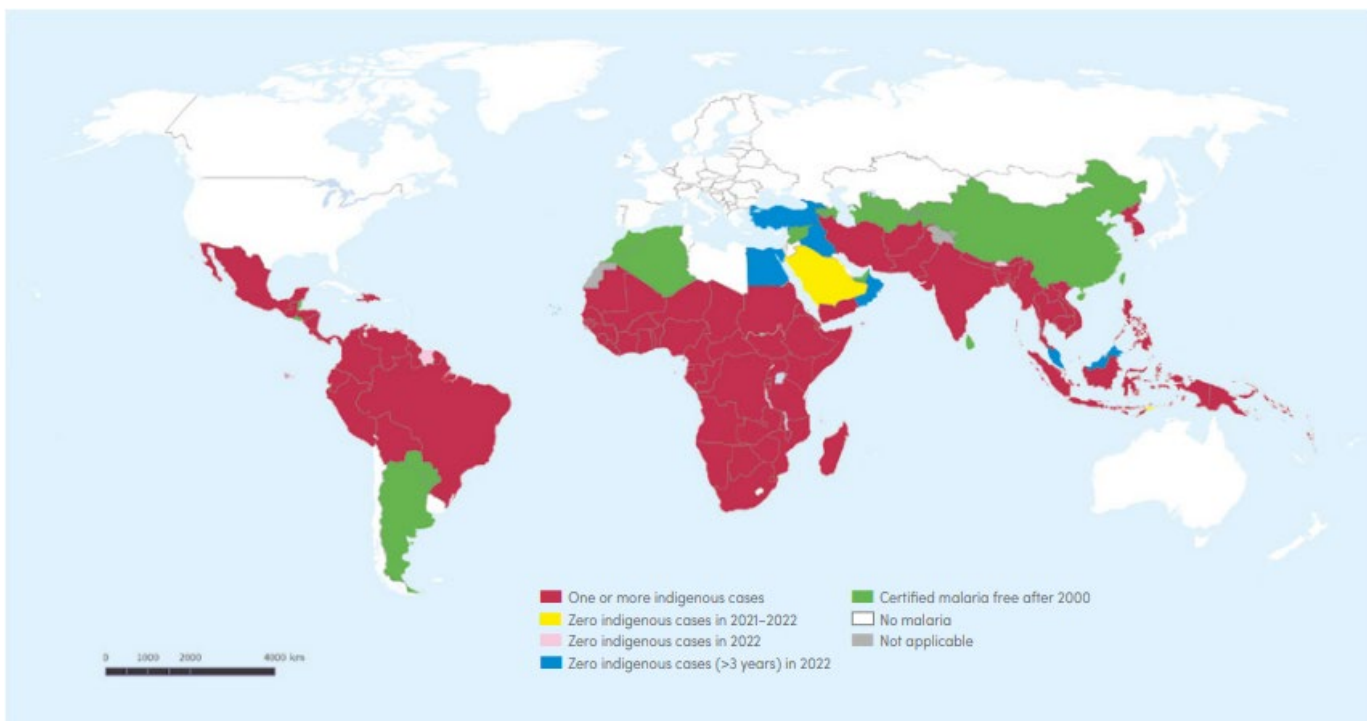 One or more indigenous cases
Zero indigenous cases in 2021–2022
Zero indigenous cases in 2022
Zero indigenous cases (>3 years) in 2022
Certified malaria free after 2000
No malaria
Not applicable
0 1000 2000 4000 km